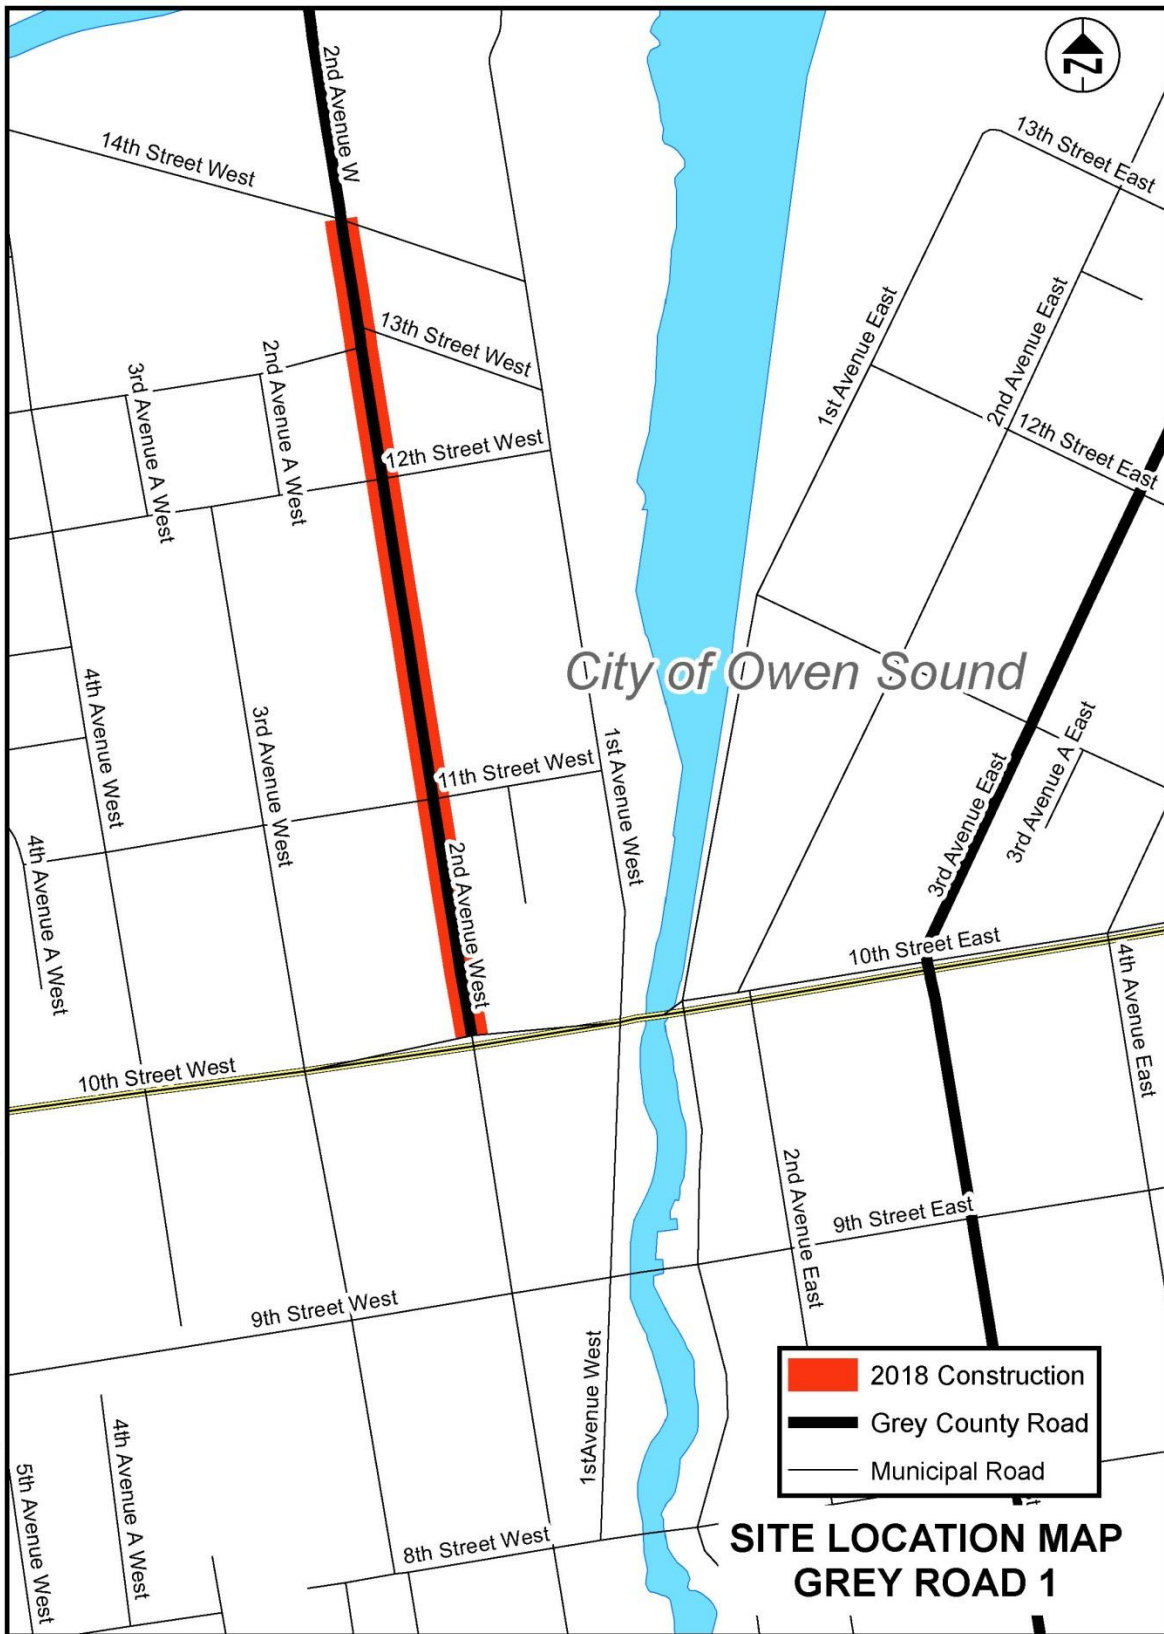 2nd Avenue W
Z
14th Street West
13th Street East
13th Street West
1st Avenue East
2nd Avenue East
3rd Avenue A West
2nd Avenue A West
12th Street West
12th Street East
City of Owen Sound
4th Avenue West
3rd Avenue West
1st Avenue West
11th Street West
3rd Avenue East
3rd Avenue A East
4th Avenue A West
2nd Avenue West
10th Street East
4th Avenue East
10th Street West
2nd Avenue East
9th Street East
9th Street West
1stAvenue West
2018 Construction
Grey County Road
Municipal Road
4th Avenue A West
5th Avenue West
8th Street West
SITE LOCATION MAP
GREY ROAD 1